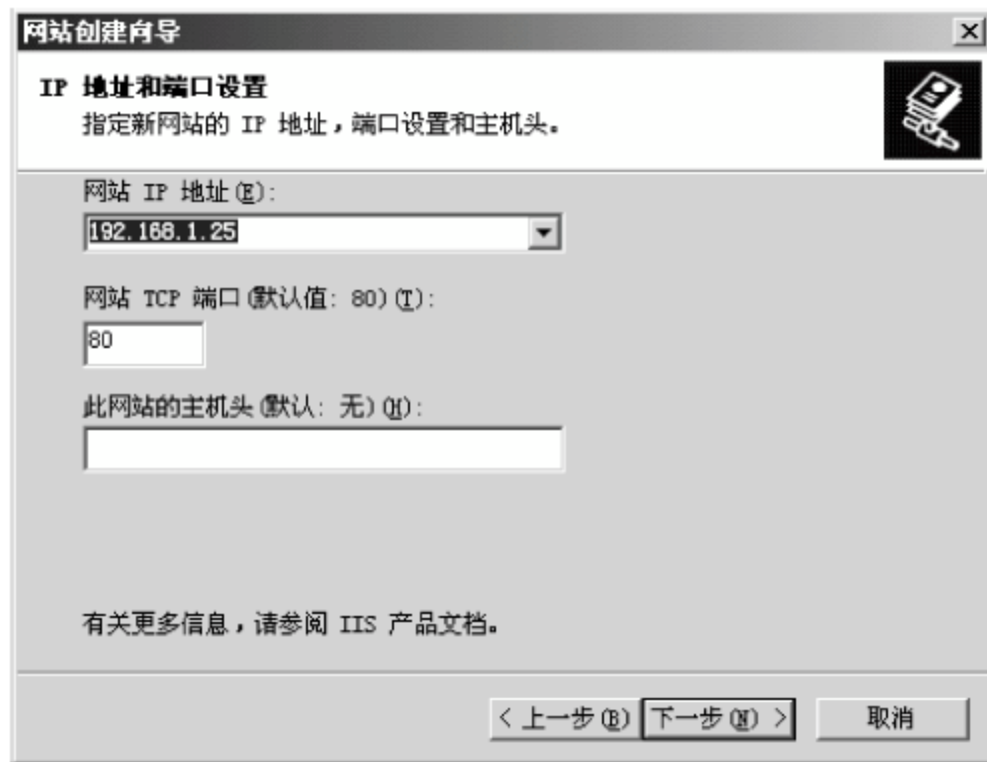 网站创建向导
IP 地址和端口设置
指定新网站的 IP 地址，端口设置和主机头。
网站 IP 地址(E):
192.168.1.25
网站 TCP 端口(默认值: 80)(T):
80
此网站的主机头(默认: 无)(H):
有关更多信息，请参阅 IIS 产品文档。
< 上一步(B) 下一步(N) > 取消